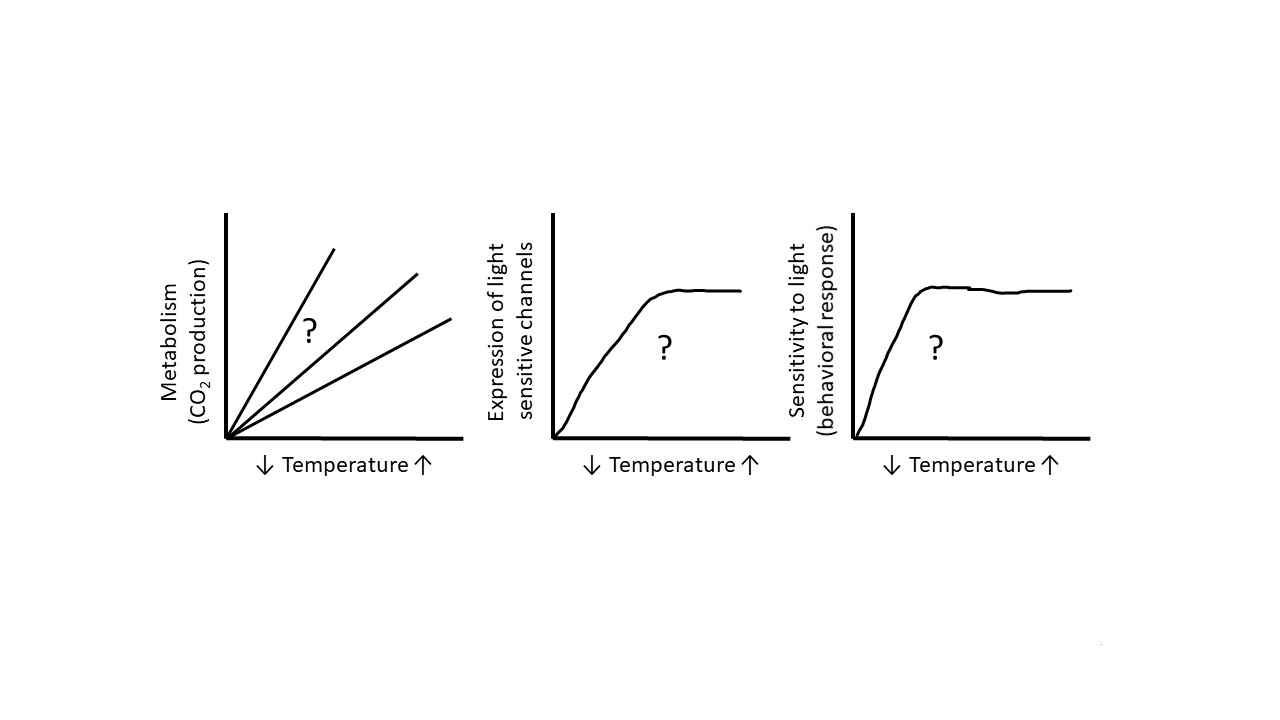 Metabolism
(CO₂ production)
?
↓ Temperature ↑
Expression of light
sensitive channels
?
↓ Temperature ↑
Sensitivity to light
(behavioral response)
?
↓ Temperature ↑